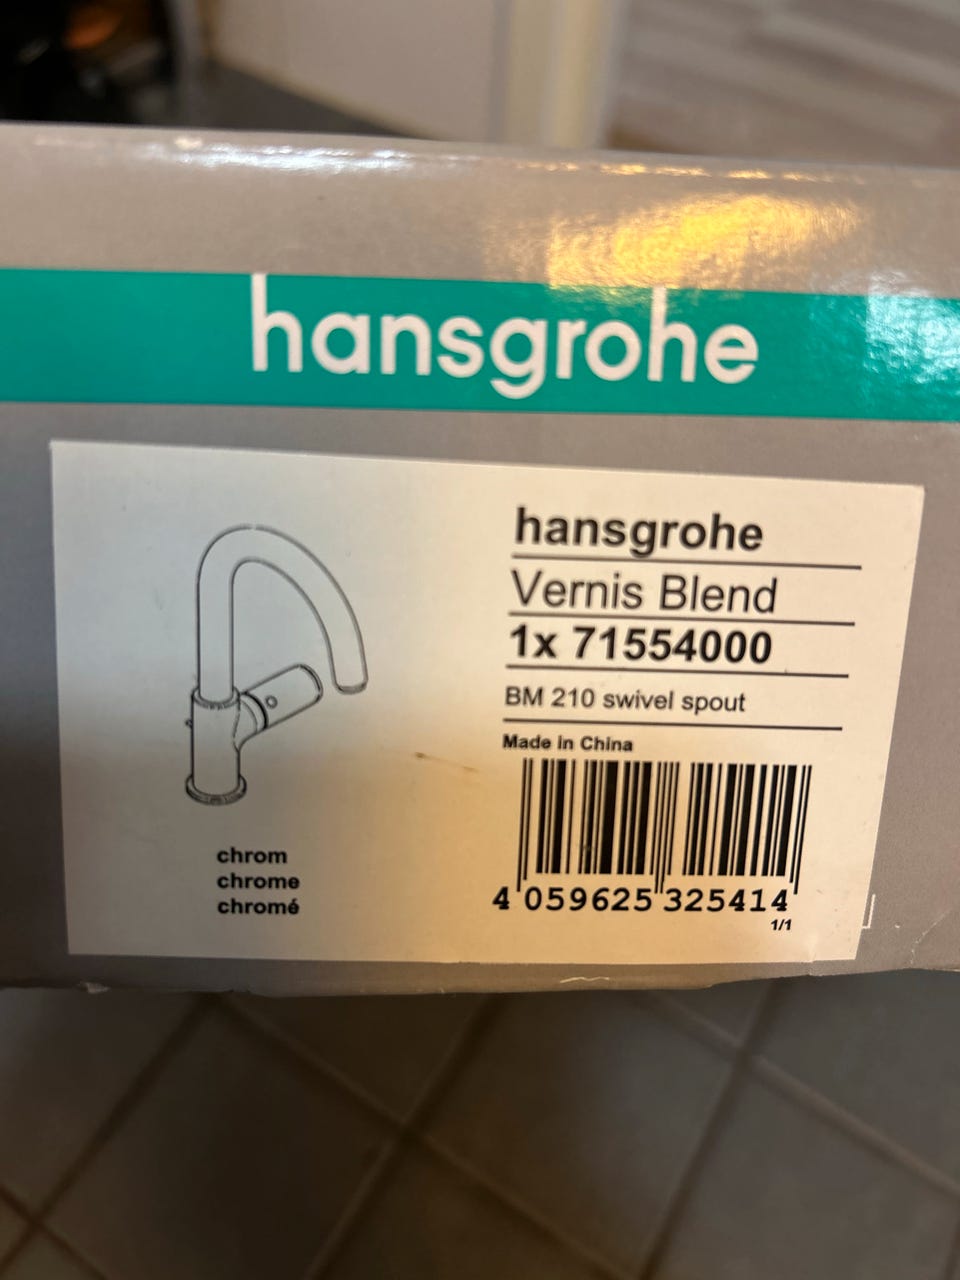 hansgrohe
hansgrohe
Vernis Blend
1x 71554000
BM 210 swivel spout
Made in China
4 059625 325414
1/1
chrom
chrome
chromé